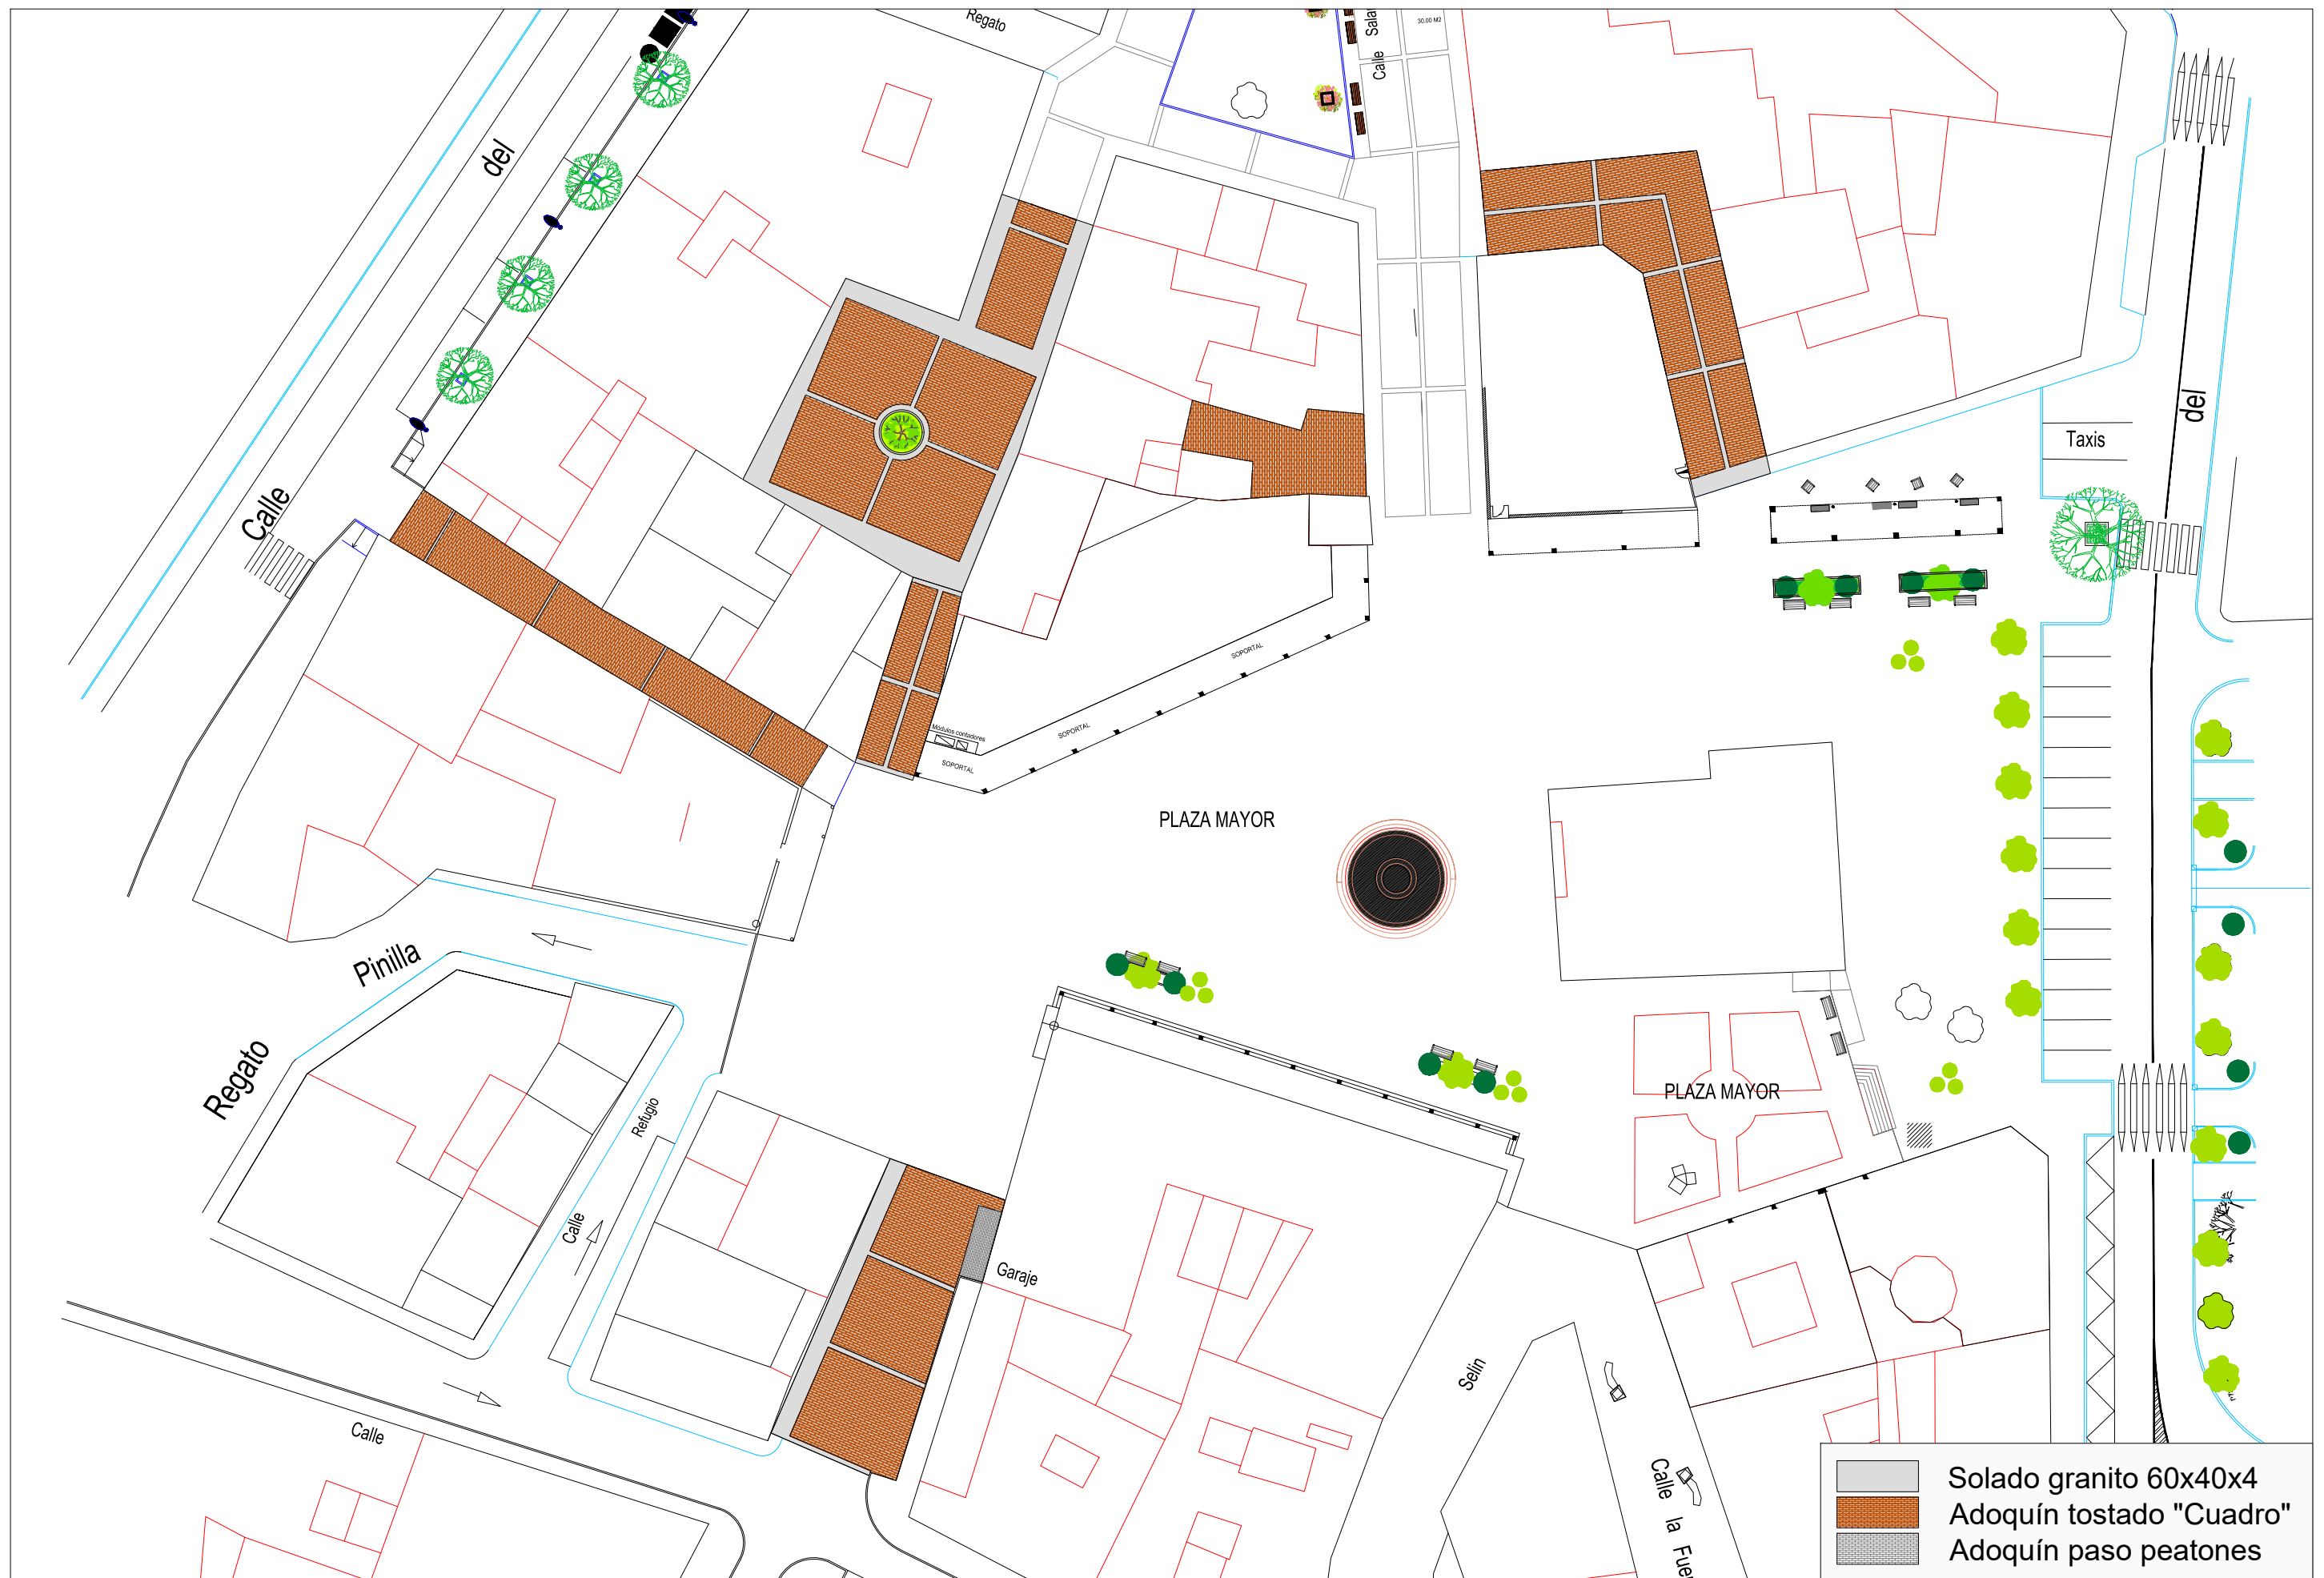 Regato
Calle
Sala
30.00 M2
del
del
Taxis
Calle
SOPORTAL
SOPORTAL
Módulos contadores
SOPORTAL
PLAZA MAYOR
Pinilla
Regato
PLAZA MAYOR
Refugio
Calle
Garaje
Selin
Calle
Calle la Fue
Solado granito 60x40x4
Adoquín tostado "Cuadro"
Adoquín paso peatones